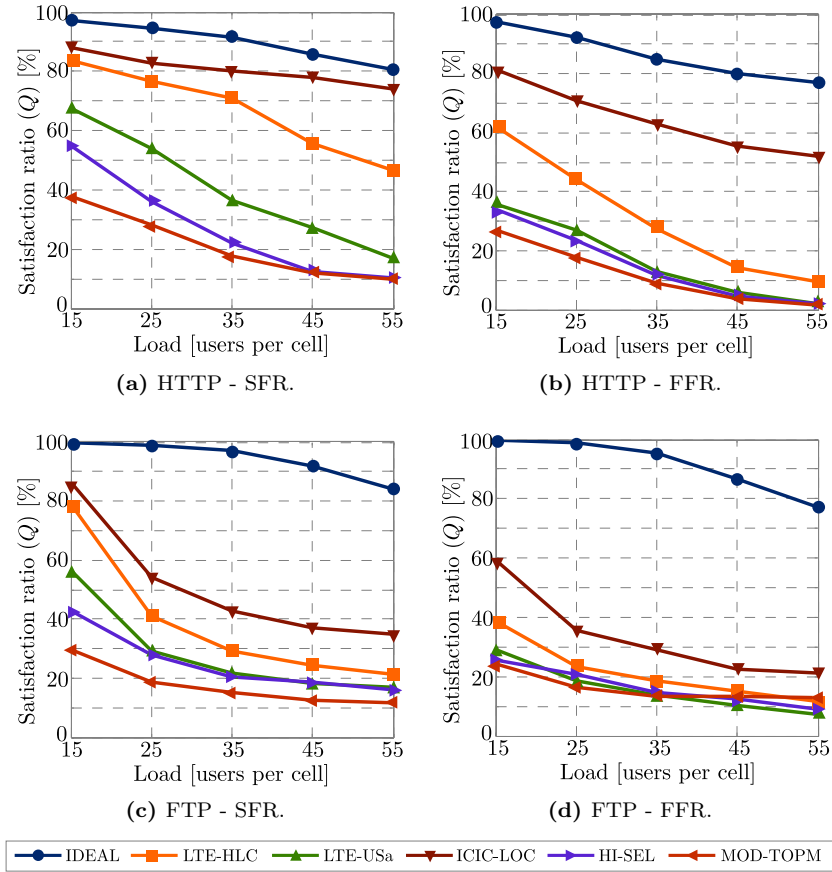 100
80
60
40
20
0
Satisfaction ratio (Q) [%]
15 25 35 45 55
Load [users per cell]
(a) HTTP - SFR.
100
80
60
40
20
0
Satisfaction ratio (Q) [%]
15 25 35 45 55
Load [users per cell]
(b) HTTP - FFR.
100
80
60
40
20
0
Satisfaction ratio (Q) [%]
15 25 35 45 55
Load [users per cell]
(c) FTP - SFR.
100
80
60
40
20
0
Satisfaction ratio (Q) [%]
15 25 35 45 55
Load [users per cell]
(d) FTP - FFR.
IDEAL LTE-HLC LTE-USa ICIC-LOC HI-SEL MOD-TOPM